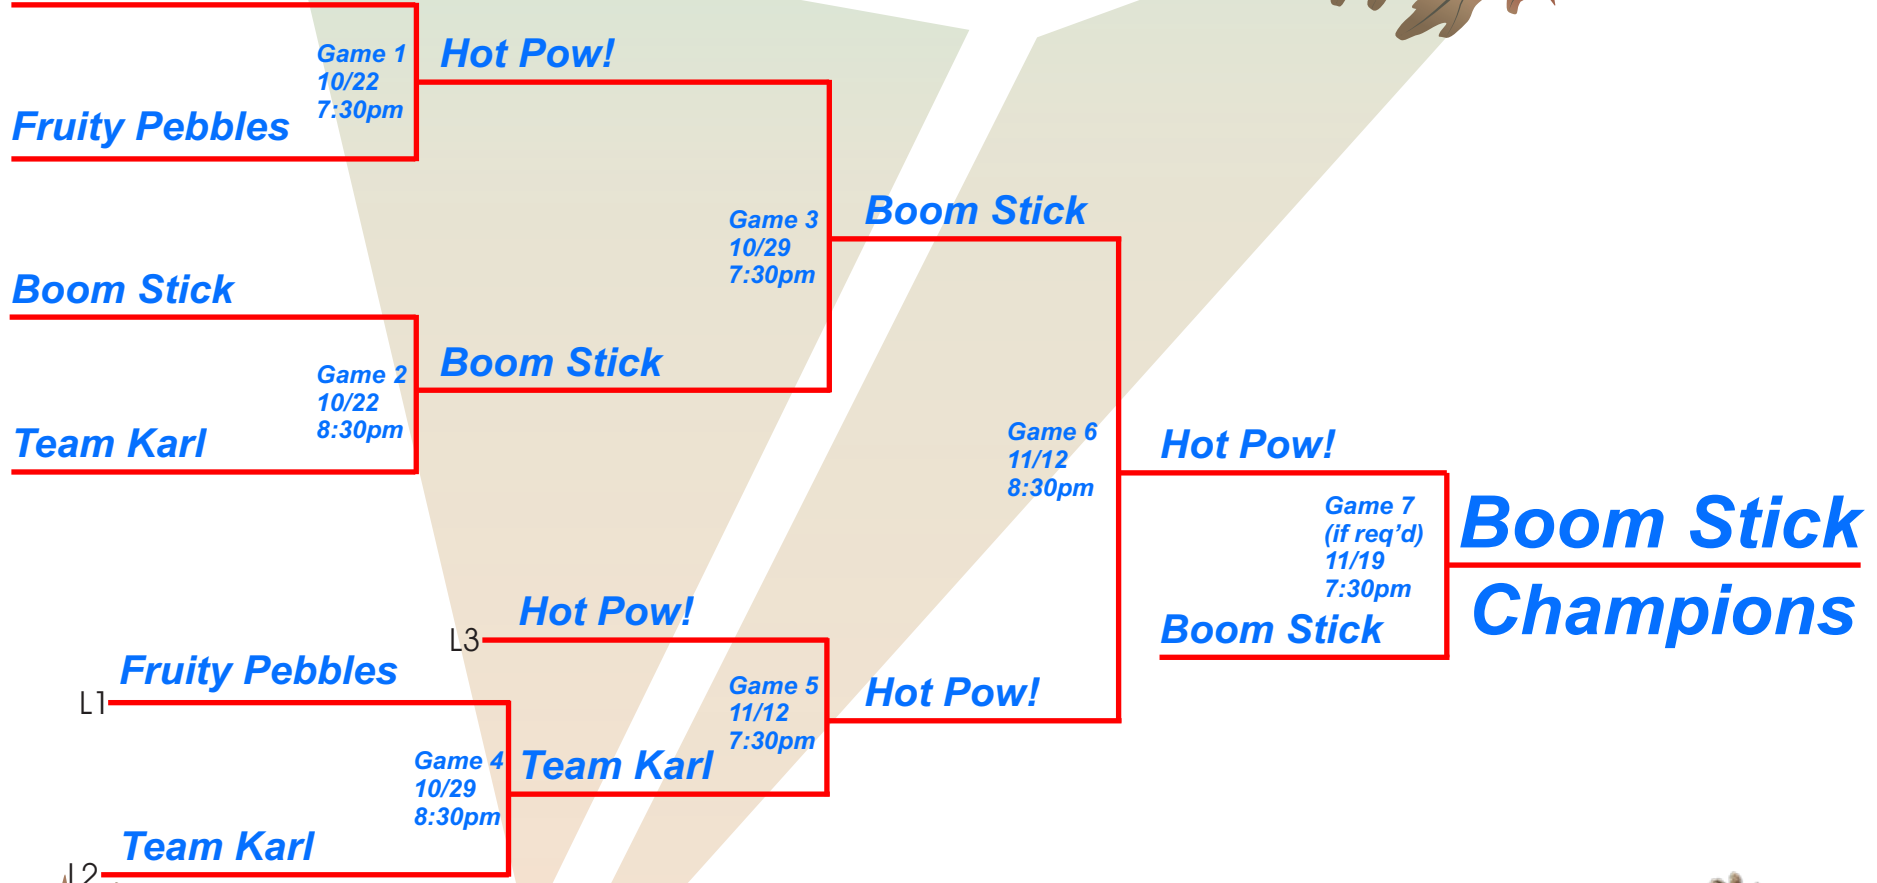 Game 1
10/22
7:30pm
Hot Pow!
Fruity Pebbles
Boom Stick
Game 3
10/29
7:30pm
Boom Stick
Game 2
10/22
8:30pm
Boom Stick
Team Karl
Game 6
11/12
8:30pm
Hot Pow!
Game 7
(if req’d)
11/19
7:30pm
Boom Stick
Champions
Boom Stick
L3
Hot Pow!
L1
Fruity Pebbles
Game 5
11/12
7:30pm
Hot Pow!
Game 4
10/29
8:30pm
Team Karl
L2
Team Karl